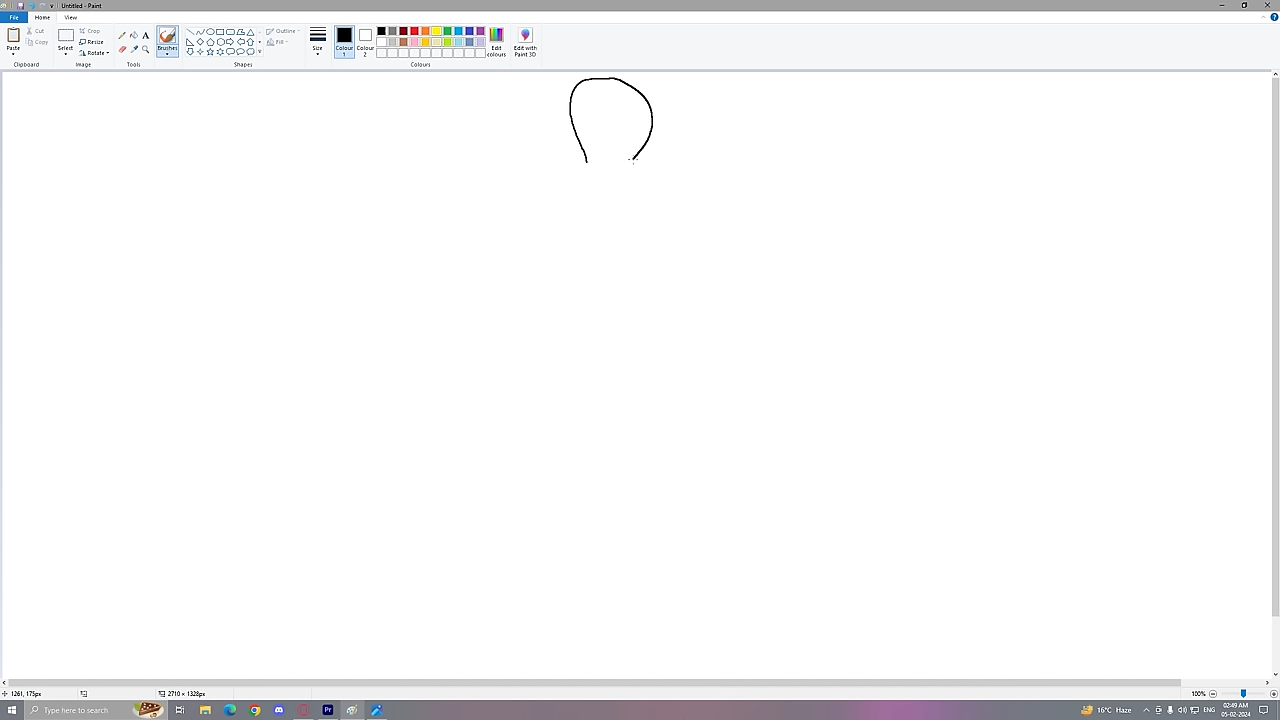 Untitled - Paint
File Home View
Paste
Cut
Copy
Clipboard
Select
Crop
Resize
Rotate
Image
Tools
Brushes
Shapes
Outline
Fill
Size
Colour 1
Colour 2
Edit colours
Edit with Paint 3D
Colours
1261, 175px
2710 × 1328px
100%
Type here to search
Pr
16°C Haze
ENG
02:49 AM
05-02-2024